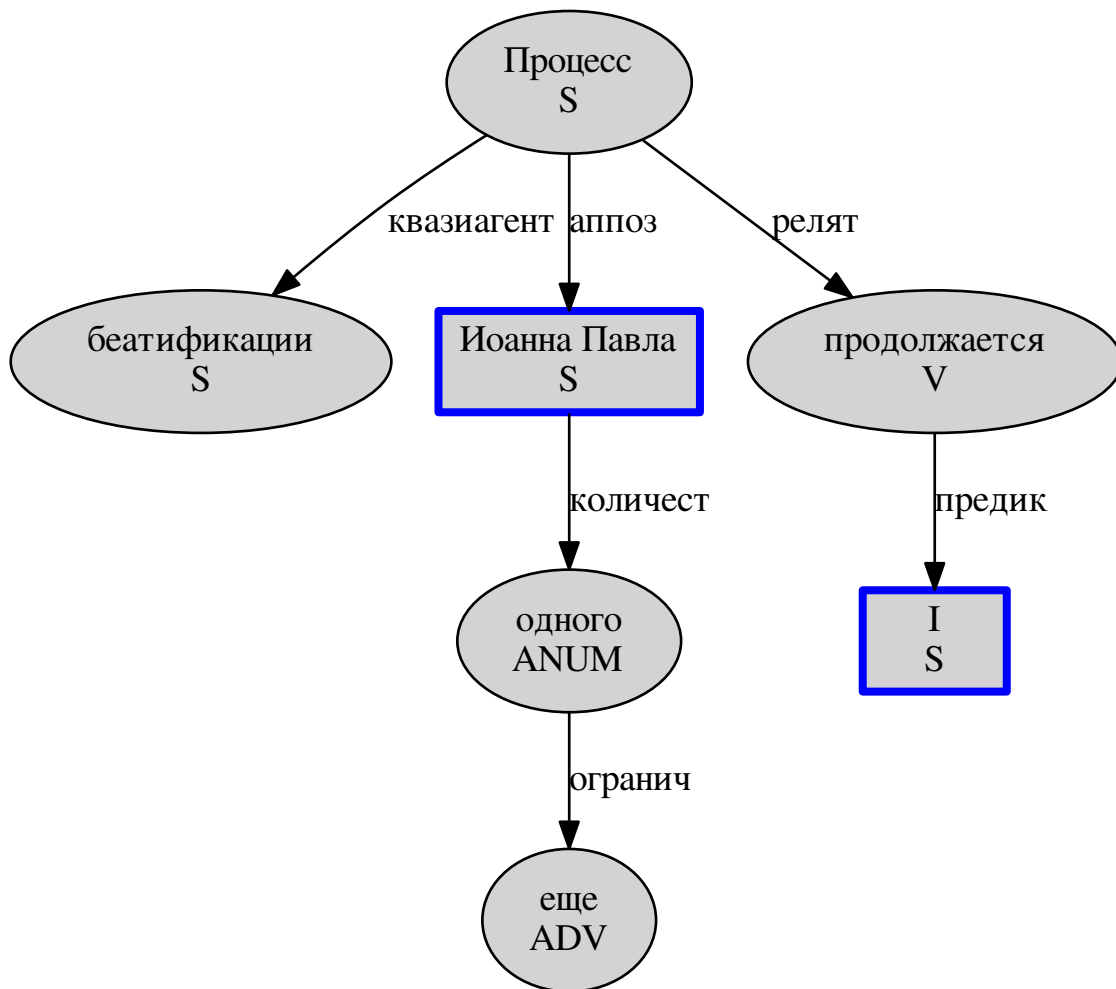 Процесс
S
квазиагент
аппоз
релят
беатификации
S
Иоанна Павла
S
продолжается
V
количест
предик
одного
ANUM
I
S
огранич
еще
ADV